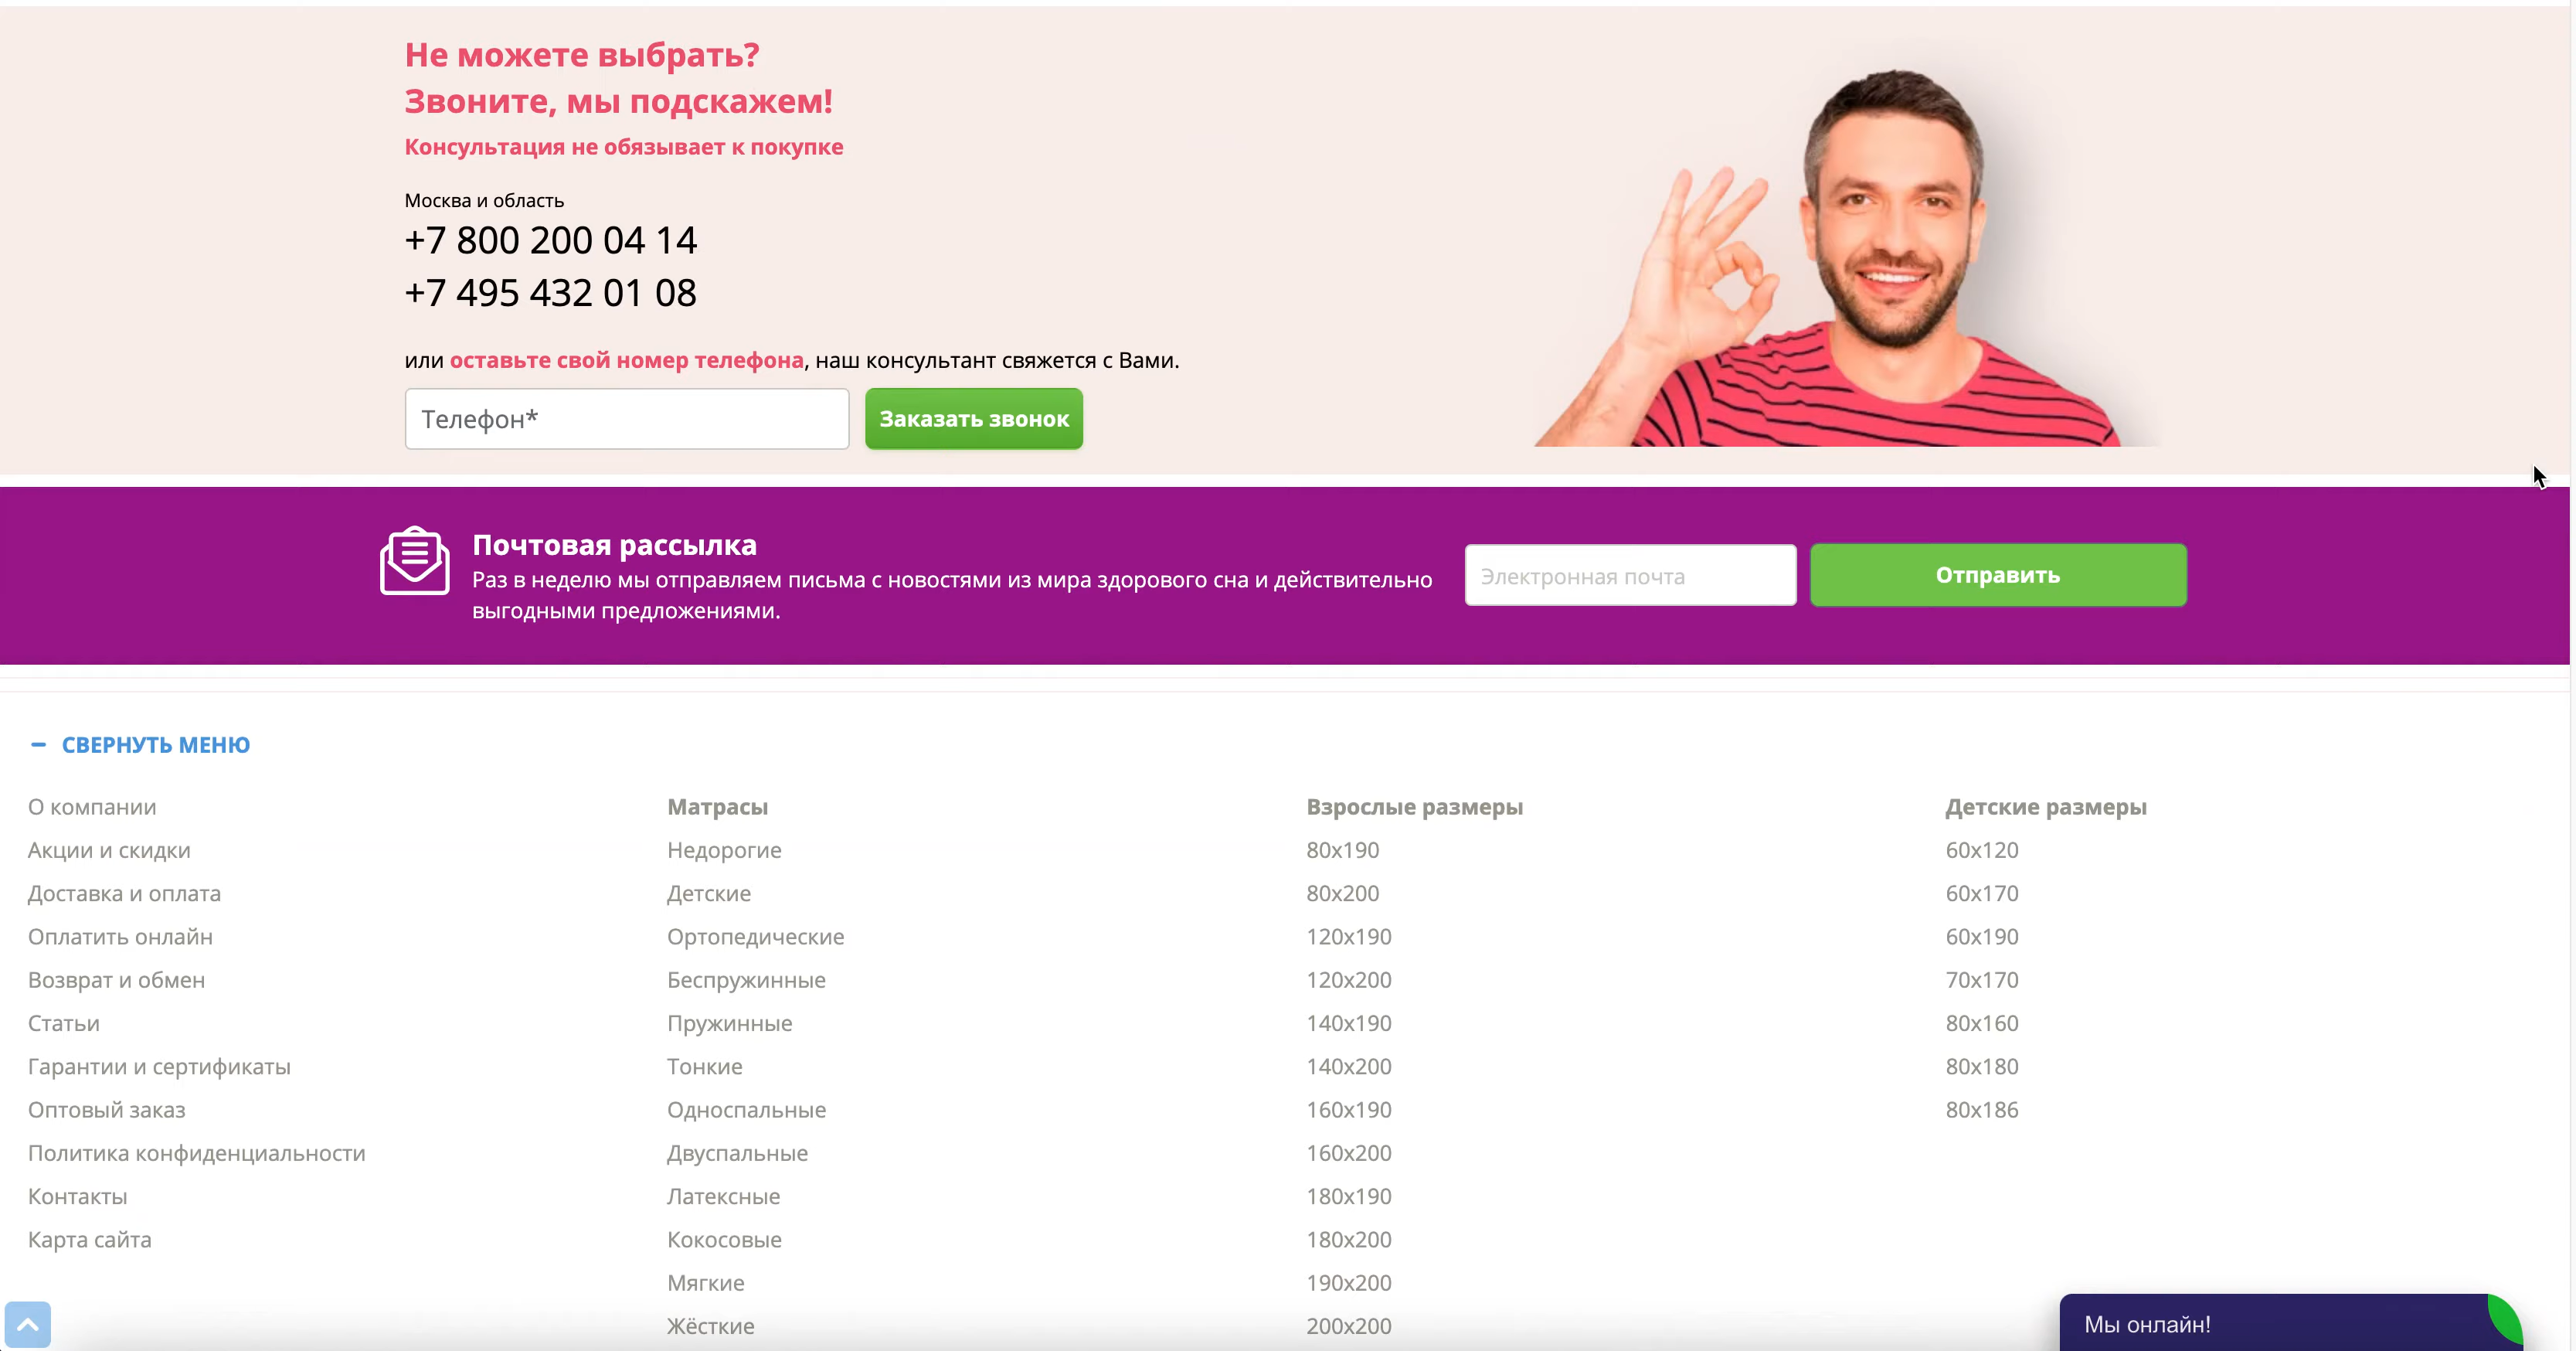 Не можете выбрать?
Звоните, мы подскажем!
Консультация не обязывает к покупке
Москва и область
+7 800 200 04 14
+7 495 432 01 08
или оставьте свой номер телефона, наш консультант свяжется с Вами.
Телефон*
Заказать звонок
Почтовая рассылка
Раз в неделю мы отправляем письма с новостями из мира здорового сна и действительно
выгодными предложениями.
Электронная почта
Отправить
СВЕРНУТЬ МЕНЮ
О компании
Акции и скидки
Доставка и оплата
Оплатить онлайн
Возврат и обмен
Статьи
Гарантии и сертификаты
Оптовый заказ
Политика конфиденциальности
Контакты
Карта сайта
Матрасы
Недорогие
Детские
Ортопедические
Беспружинные
Пружинные
Тонкие
Односпальные
Двуспальные
Латексные
Кокосовые
Мягкие
Жёсткие
Взрослые размеры
80x190
80x200
120x190
120x200
140x190
140x200
160x190
160x200
180x190
180x200
190x200
200x200
Детские размеры
60x120
60x170
60x190
70x170
80x160
80x180
80x186
Мы онлайн!